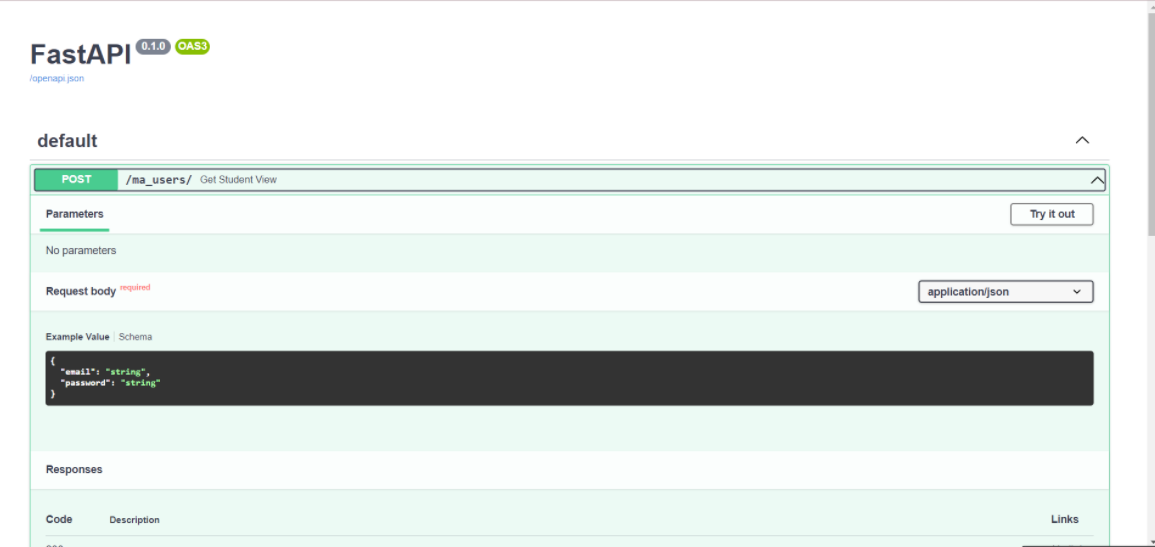 FastAPI 0.1.0 OAS3
/openapi.json
default
POST /ma_users/ Get Student View
Parameters Try it out
No parameters
Request body required application/json
Example Value Schema
{
"email": "string",
"password": "string"
}
Responses
Code Description Links